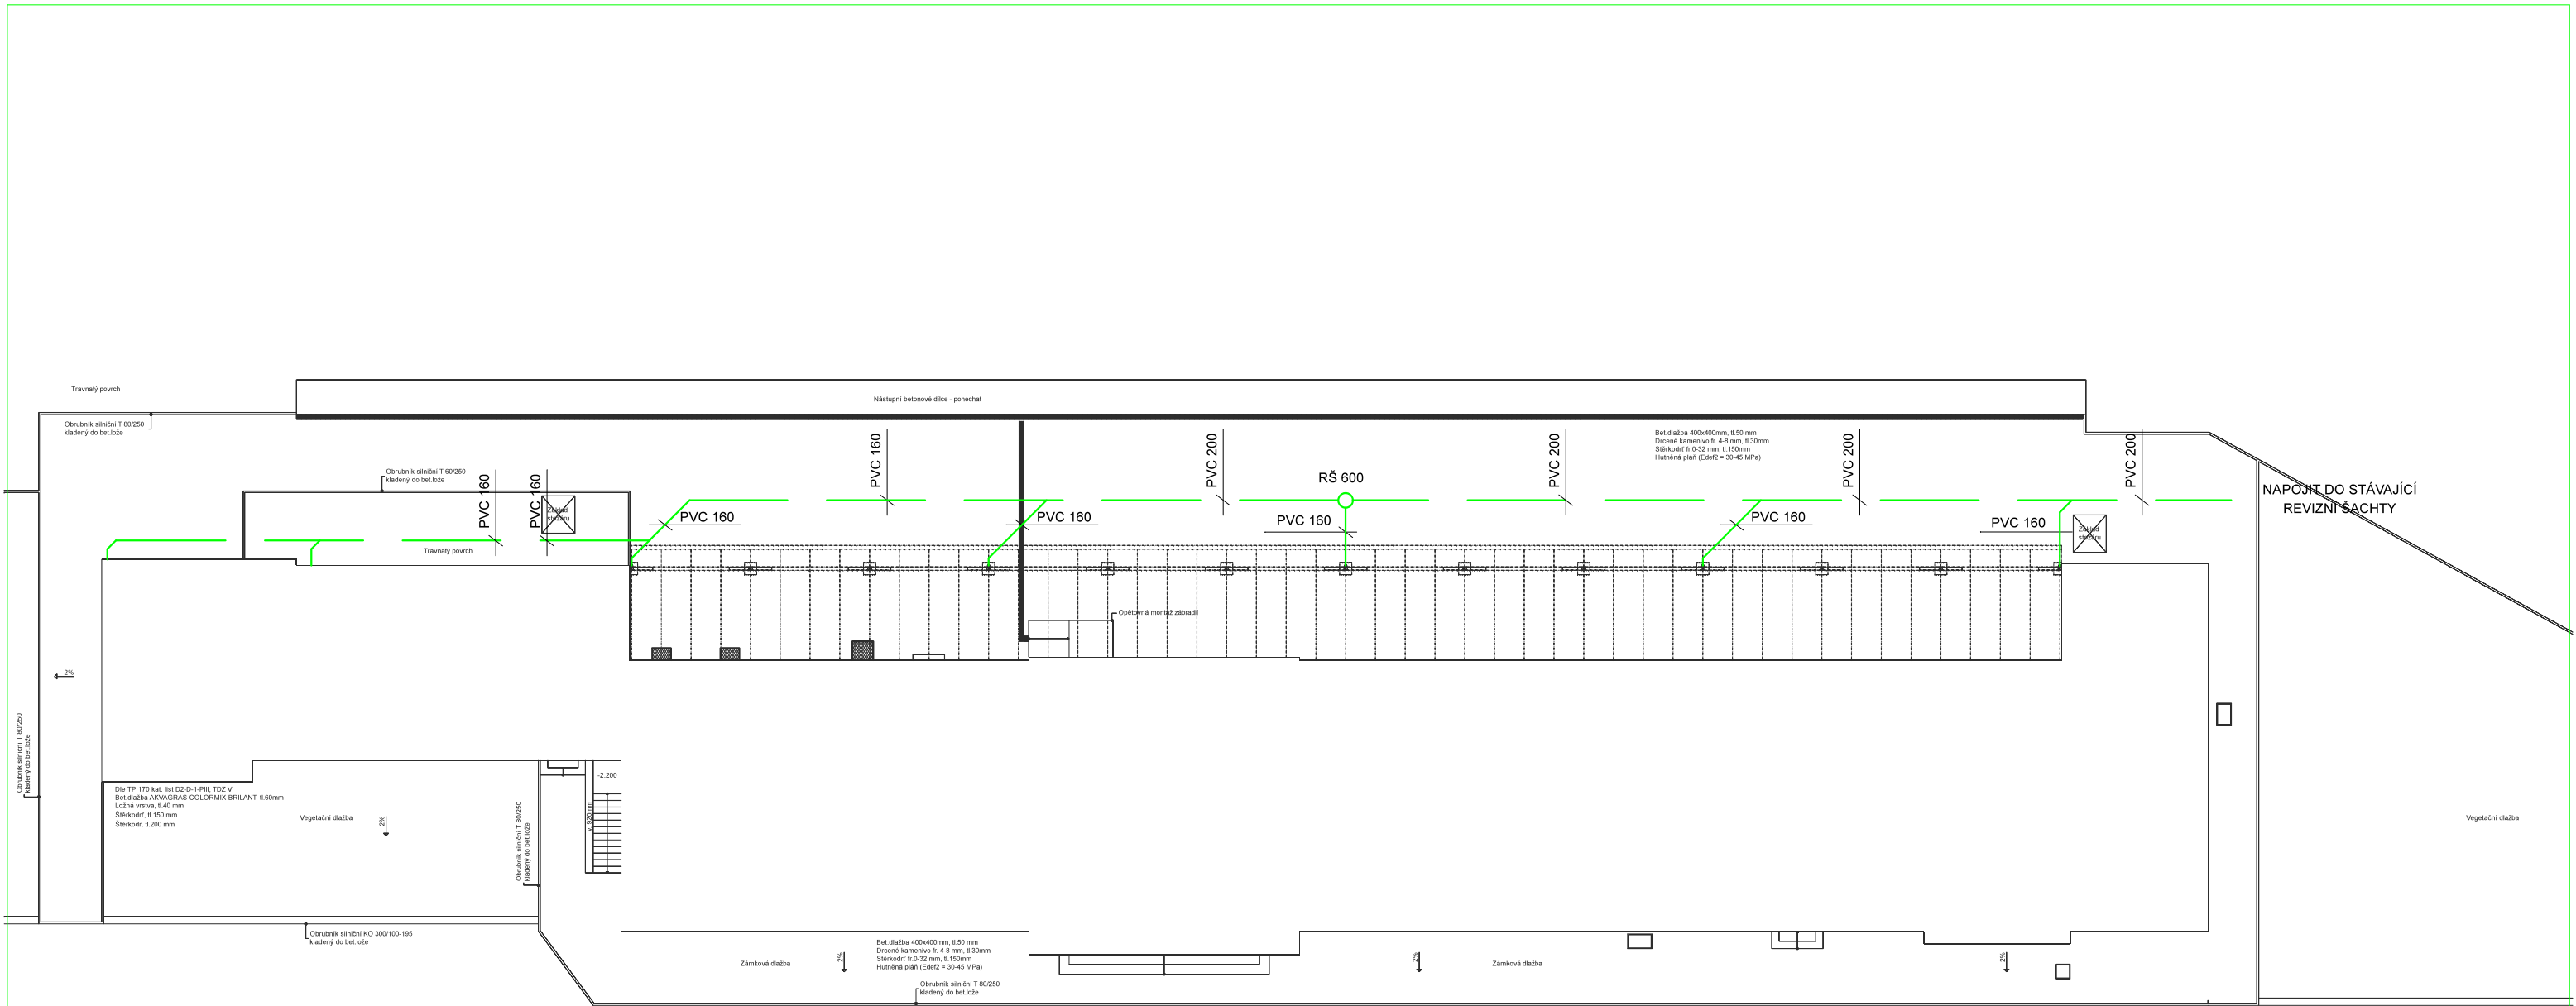 Travnatý povrch
Nástupní betonové dílce - ponechat
Obrubník silniční T 80/250
kladený do bet.lože
Bet.dlažba 400x400mm, tl.50 mm
Drcené kamenivo fr. 4-8 mm, tl.30mm
Stěrkodrť fr.0-32 mm, tl.150mm
Hutněná pláň (Edef2 = 30-45 MPa)
PVC 160
PVC 200
PVC 200
PVC 200
PVC 200
Obrubník silniční T 60/250
kladený do bet.lože
PVC 160
PVC 160
RŠ 600
NAPOJIT DO STÁVAJÍCÍ
REVIZNÍ ŠACHTY
Základ
stožáru
PVC 160
PVC 160
PVC 160
PVC 160
PVC 160
Základ
stožáru
Travnatý povrch
Opětovná montáž zábradlí
2%
Obrubník silniční T 80/250
kladený do bet.lože
-2,200
v. 920mm
Dle TP 170 kat. list D2-D-1-PIII, TDZ V
Bet.dlažba AKVAGRAS COLORMIX BRILANT, tl.60mm
Ložná vrstva, tl.40 mm
Štěrkodrť, tl.150 mm
Štěrkodr, tl.200 mm
Vegetační dlažba
2%
Obrubník silniční T 80/250
kladený do bet.lože
Vegetační dlažba
Obrubník silniční KO 300/100-195
kladený do bet.lože
Zámková dlažba
2%
Bet.dlažba 400x400mm, tl.50 mm
Drcené kamenivo fr. 4-8 mm, tl.30mm
Stěrkodrť fr.0-32 mm, tl.150mm
Hutněná pláň (Edef2 = 30-45 MPa)
2%
Zámková dlažba
2%
Obrubník silniční T 80/250
kladený do bet.lože